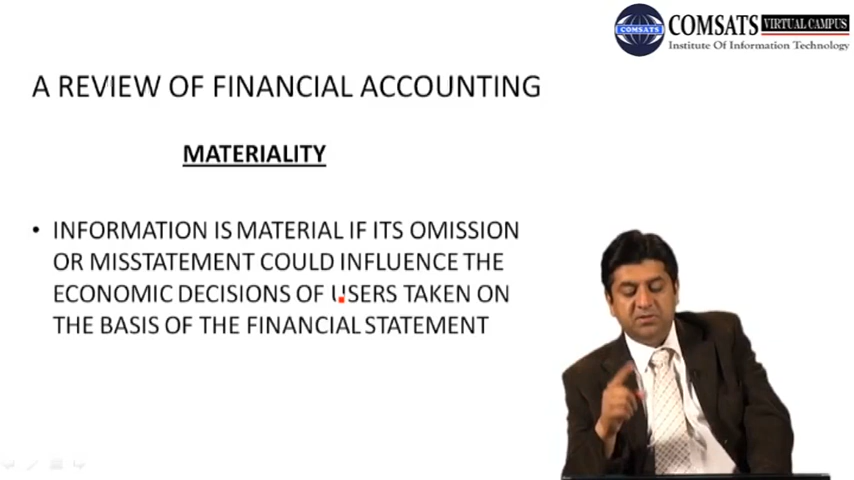 COMSATS VIRTUAL CAMPUS
Institute Of Information Technology
COMSATS
A REVIEW OF FINANCIAL ACCOUNTING
MATERIALITY
• INFORMATION IS MATERIAL IF ITS OMISSION
OR MISSTATEMENT COULD INFLUENCE THE
ECONOMIC DECISIONS OF USERS TAKEN ON
THE BASIS OF THE FINANCIAL STATEMENT